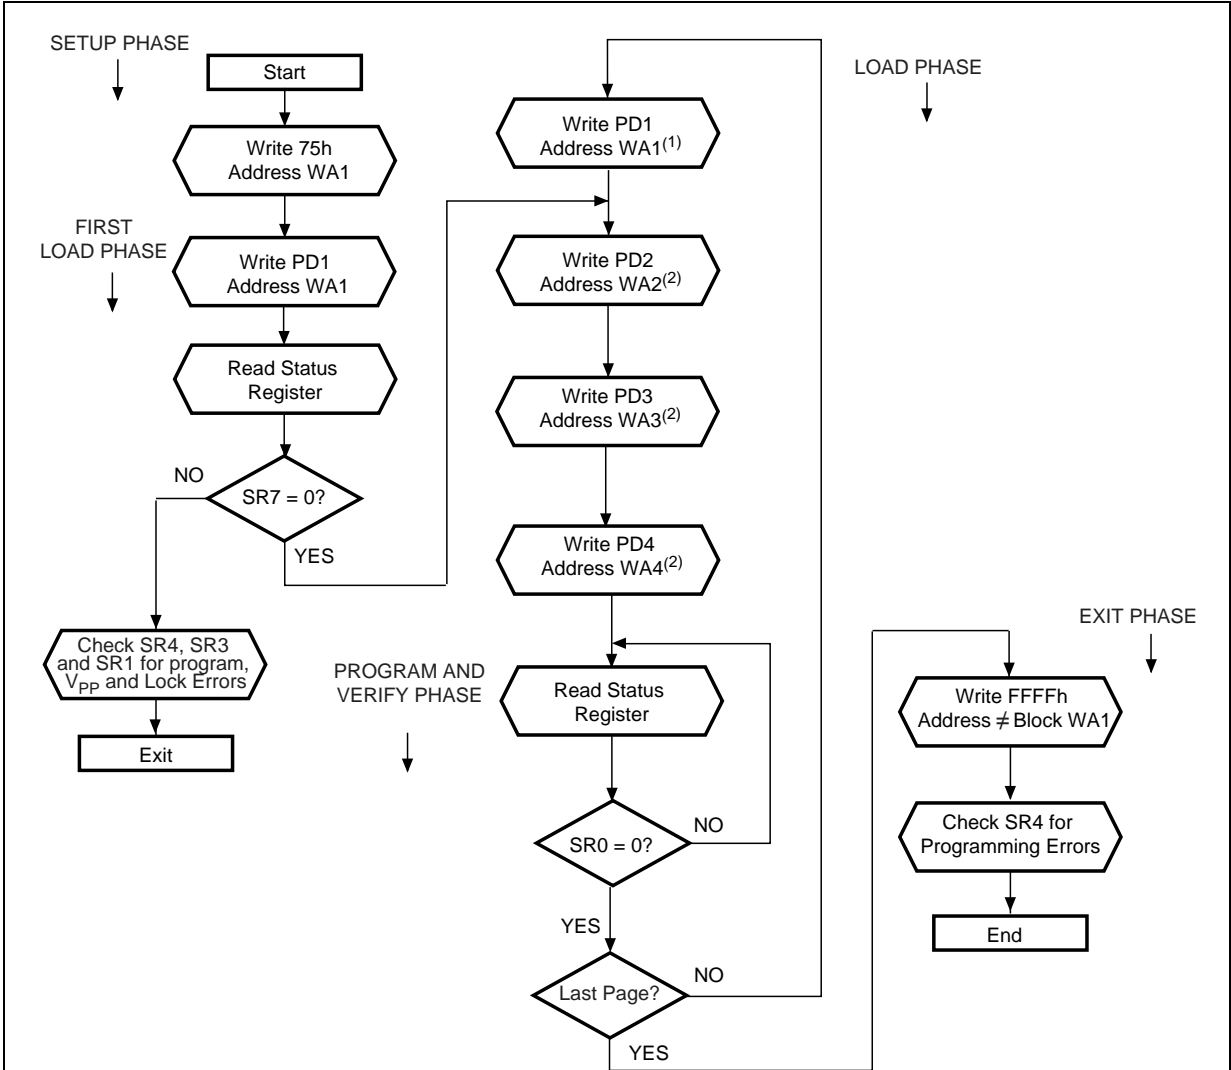 SETUP PHASE
Start
Write 75h
Address WA1
FIRST
LOAD PHASE
Write PD1
Address WA1
Read Status
Register
NO
SR7 = 0?
YES
Check SR4, SR3
and SR1 for program,
VPP and Lock Errors
Exit
LOAD PHASE
Write PD1
Address WA1(1)
Write PD2
Address WA2(2)
Write PD3
Address WA3(2)
Write PD4
Address WA4(2)
PROGRAM AND
VERIFY PHASE
Read Status
Register
NO
SR0 = 0?
YES
NO
Last Page?
YES
EXIT PHASE
Write FFFFh
Address ≠ Block WA1
Check SR4 for
Programming Errors
End